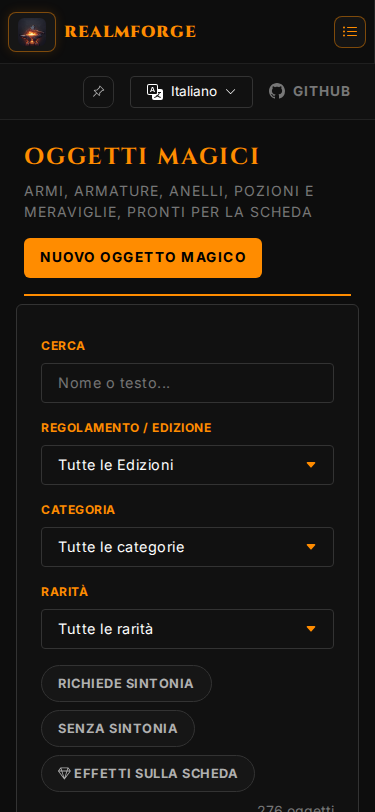 REALMFORGE
Italiano
GITHUB
OGGETTI MAGICI
ARMI, ARMATURE, ANELLI, POZIONI E
MERAVIGLIE, PRONTI PER LA SCHEDA
NUOVO OGGETTO MAGICO
CERCA
Nome o testo...
REGOLAMENTO / EDIZIONE
Tutte le Edizioni
CATEGORIA
Tutte le categorie
RARITÀ
Tutte le rarità
RICHIEDE SINTONIA
SENZA SINTONIA
EFFETTI SULLA SCHEDA
276 oggetti